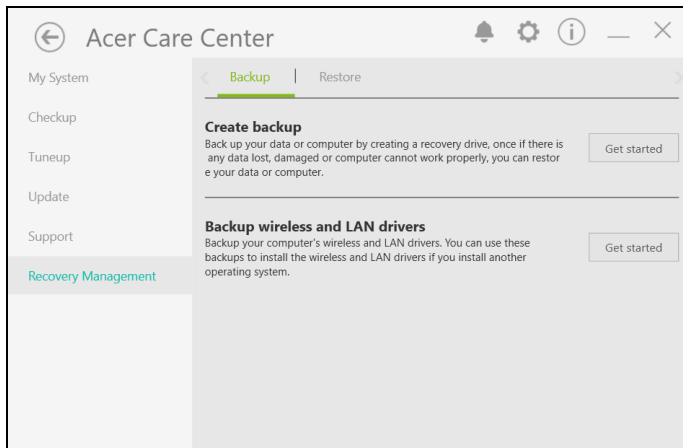 Acer Care Center
My System
Checkup
Tuneup
Update
Support
Recovery Management
Backup
Restore
Create backup
Back up your data or computer by creating a recovery drive, once if there is
any data lost, damaged or computer cannot work properly, you can restor
e your data or computer.
Get started
Backup wireless and LAN drivers
Backup your computer's wireless and LAN drivers. You can use these
backups to install the wireless and LAN drivers if you install another
operating system.
Get started